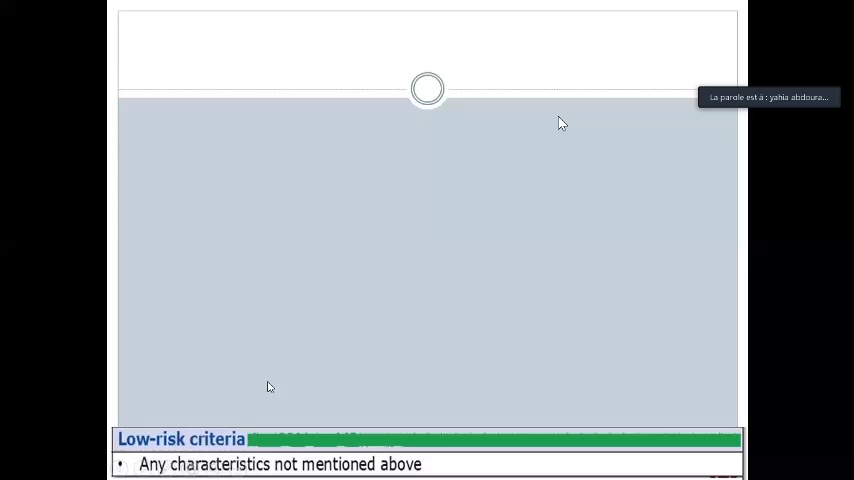 La parole est à : yahia abdoura...
Low-risk criteria
• Any characteristics not mentioned above